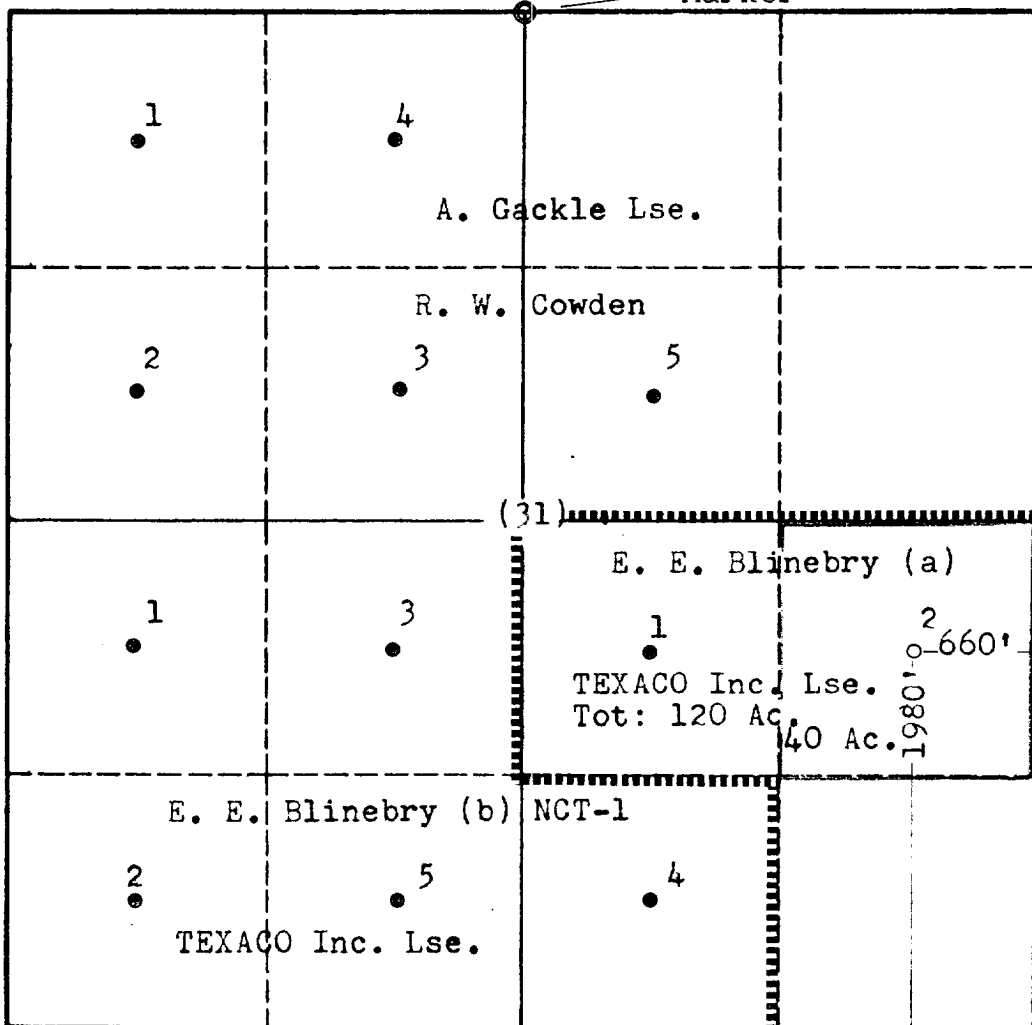 1 4
A. Gackle Lse.
R. W. Cowden
2 3 5
(31)
E. E. Blinebry (a)
1 3 1 2 660'
TEXACO Inc. Lse.
Tot: 120 Ac.
40 Ac.
1980'
E. E. Blinebry (b) NCT-1
2 5 4
TEXACO Inc. Lse.